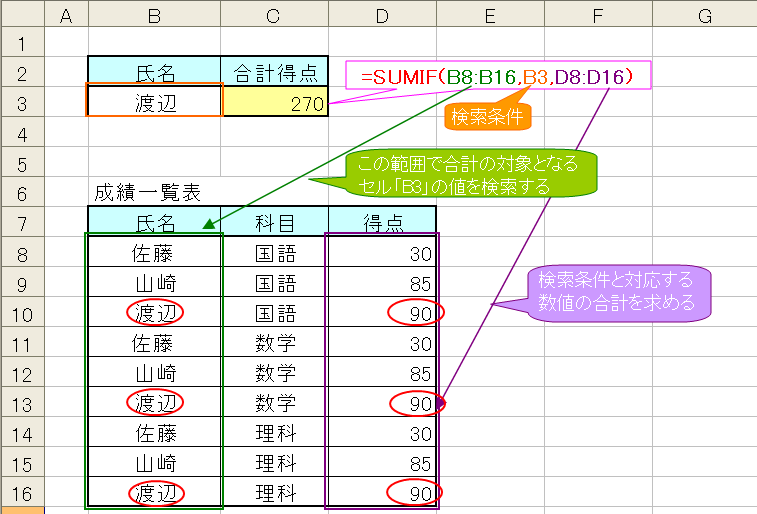 A B C D E F G
1
2 氏名 合計得点 =SUMIF(B8:B16,B3,D8:D16)
3 渡辺 270
検索条件
4
5
この範囲で合計の対象となる
セル「B3」の値を検索する
6 成績一覧表
7 氏名 科目 得点
8 佐藤 国語 30
9 山崎 国語 85
検索条件と対応する
数値の合計を求める
10 渡辺 国語 90
11 佐藤 数学 30
12 山崎 数学 85
13 渡辺 数学 90
14 佐藤 理科 30
15 山崎 理科 85
16 渡辺 理科 90